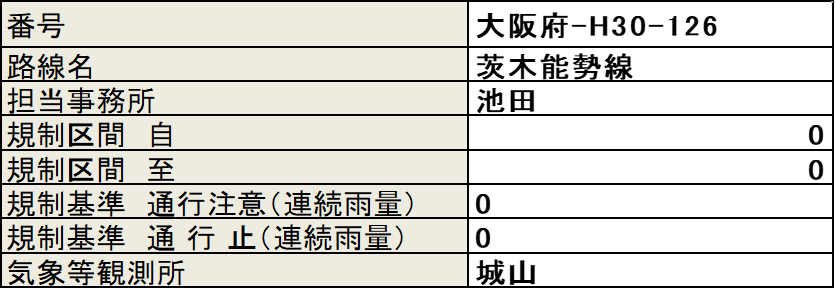 番号 大阪府-H30-126
路線名 茨木能勢線
担当事務所 池田
規制区間　自 0
規制区間　至 0
規制基準　通行注意（連続雨量） 0
規制基準　通 行 止（連続雨量） 0
気象等観測所 城山